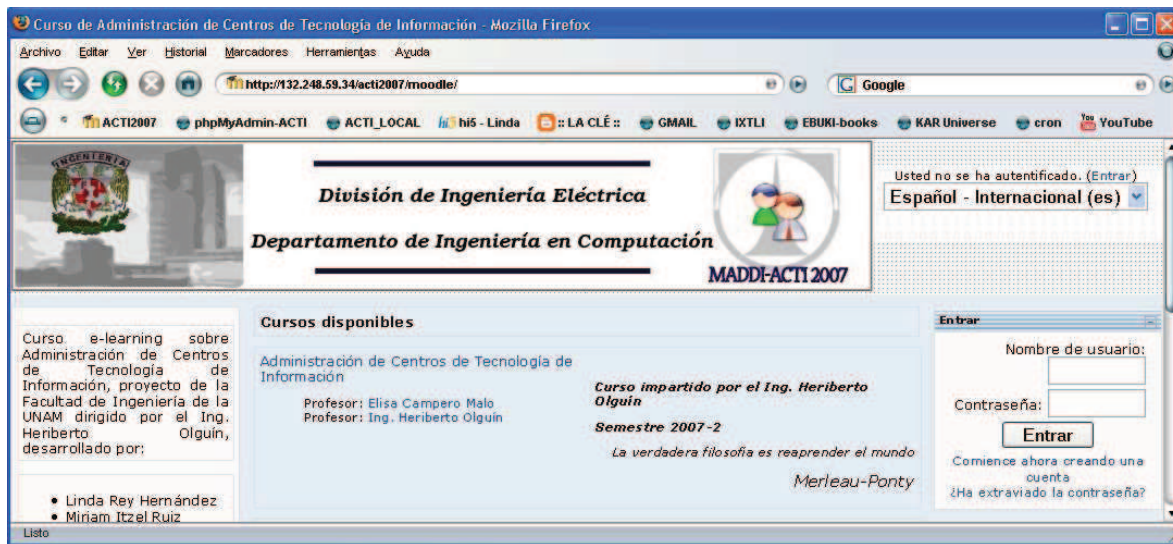 Curso de Administración de Centros de Tecnología de Información - Mozilla Firefox
Archivo Editar Ver Historial Marcadores Herramientas Ayuda
http://132.248.59.34/acti2007/moodle/
Google
ACTI2007 phpMyAdmin-ACTI ACTI_LOCAL hi5 - Linda :: LA CLÉ :: GMAIL IXTLI EBUKI-books KAR Universe cron YouTube
INGENIERIA
División de Ingeniería Eléctrica
Departamento de Ingeniería en Computación
MADDI-ACTI 2007
Usted no se ha autentificado. (Entrar)
Español - Internacional (es)
Curso e-learning sobre
Administración de Centros
de Tecnología de
Información, proyecto de la
Facultad de Ingeniería de la
UNAM dirigido por el Ing.
Heriberto Olguín,
desarrollado por:
Linda Rey Hernández
Miriam Itzel Ruiz
Cursos disponibles
Administración de Centros de Tecnología de
Información
Profesor: Elisa Campero Malo
Profesor: Ing. Heriberto Olguín
Curso impartido por el Ing. Heriberto
Olguín
Semestre 2007-2
La verdadera filosofia es reaprender el mundo
Merleau-Ponty
Entrar
Nombre de usuario:
Contraseña:
Entrar
Comience ahora creando una
cuenta
¿Ha extraviado la contraseña?
Listo